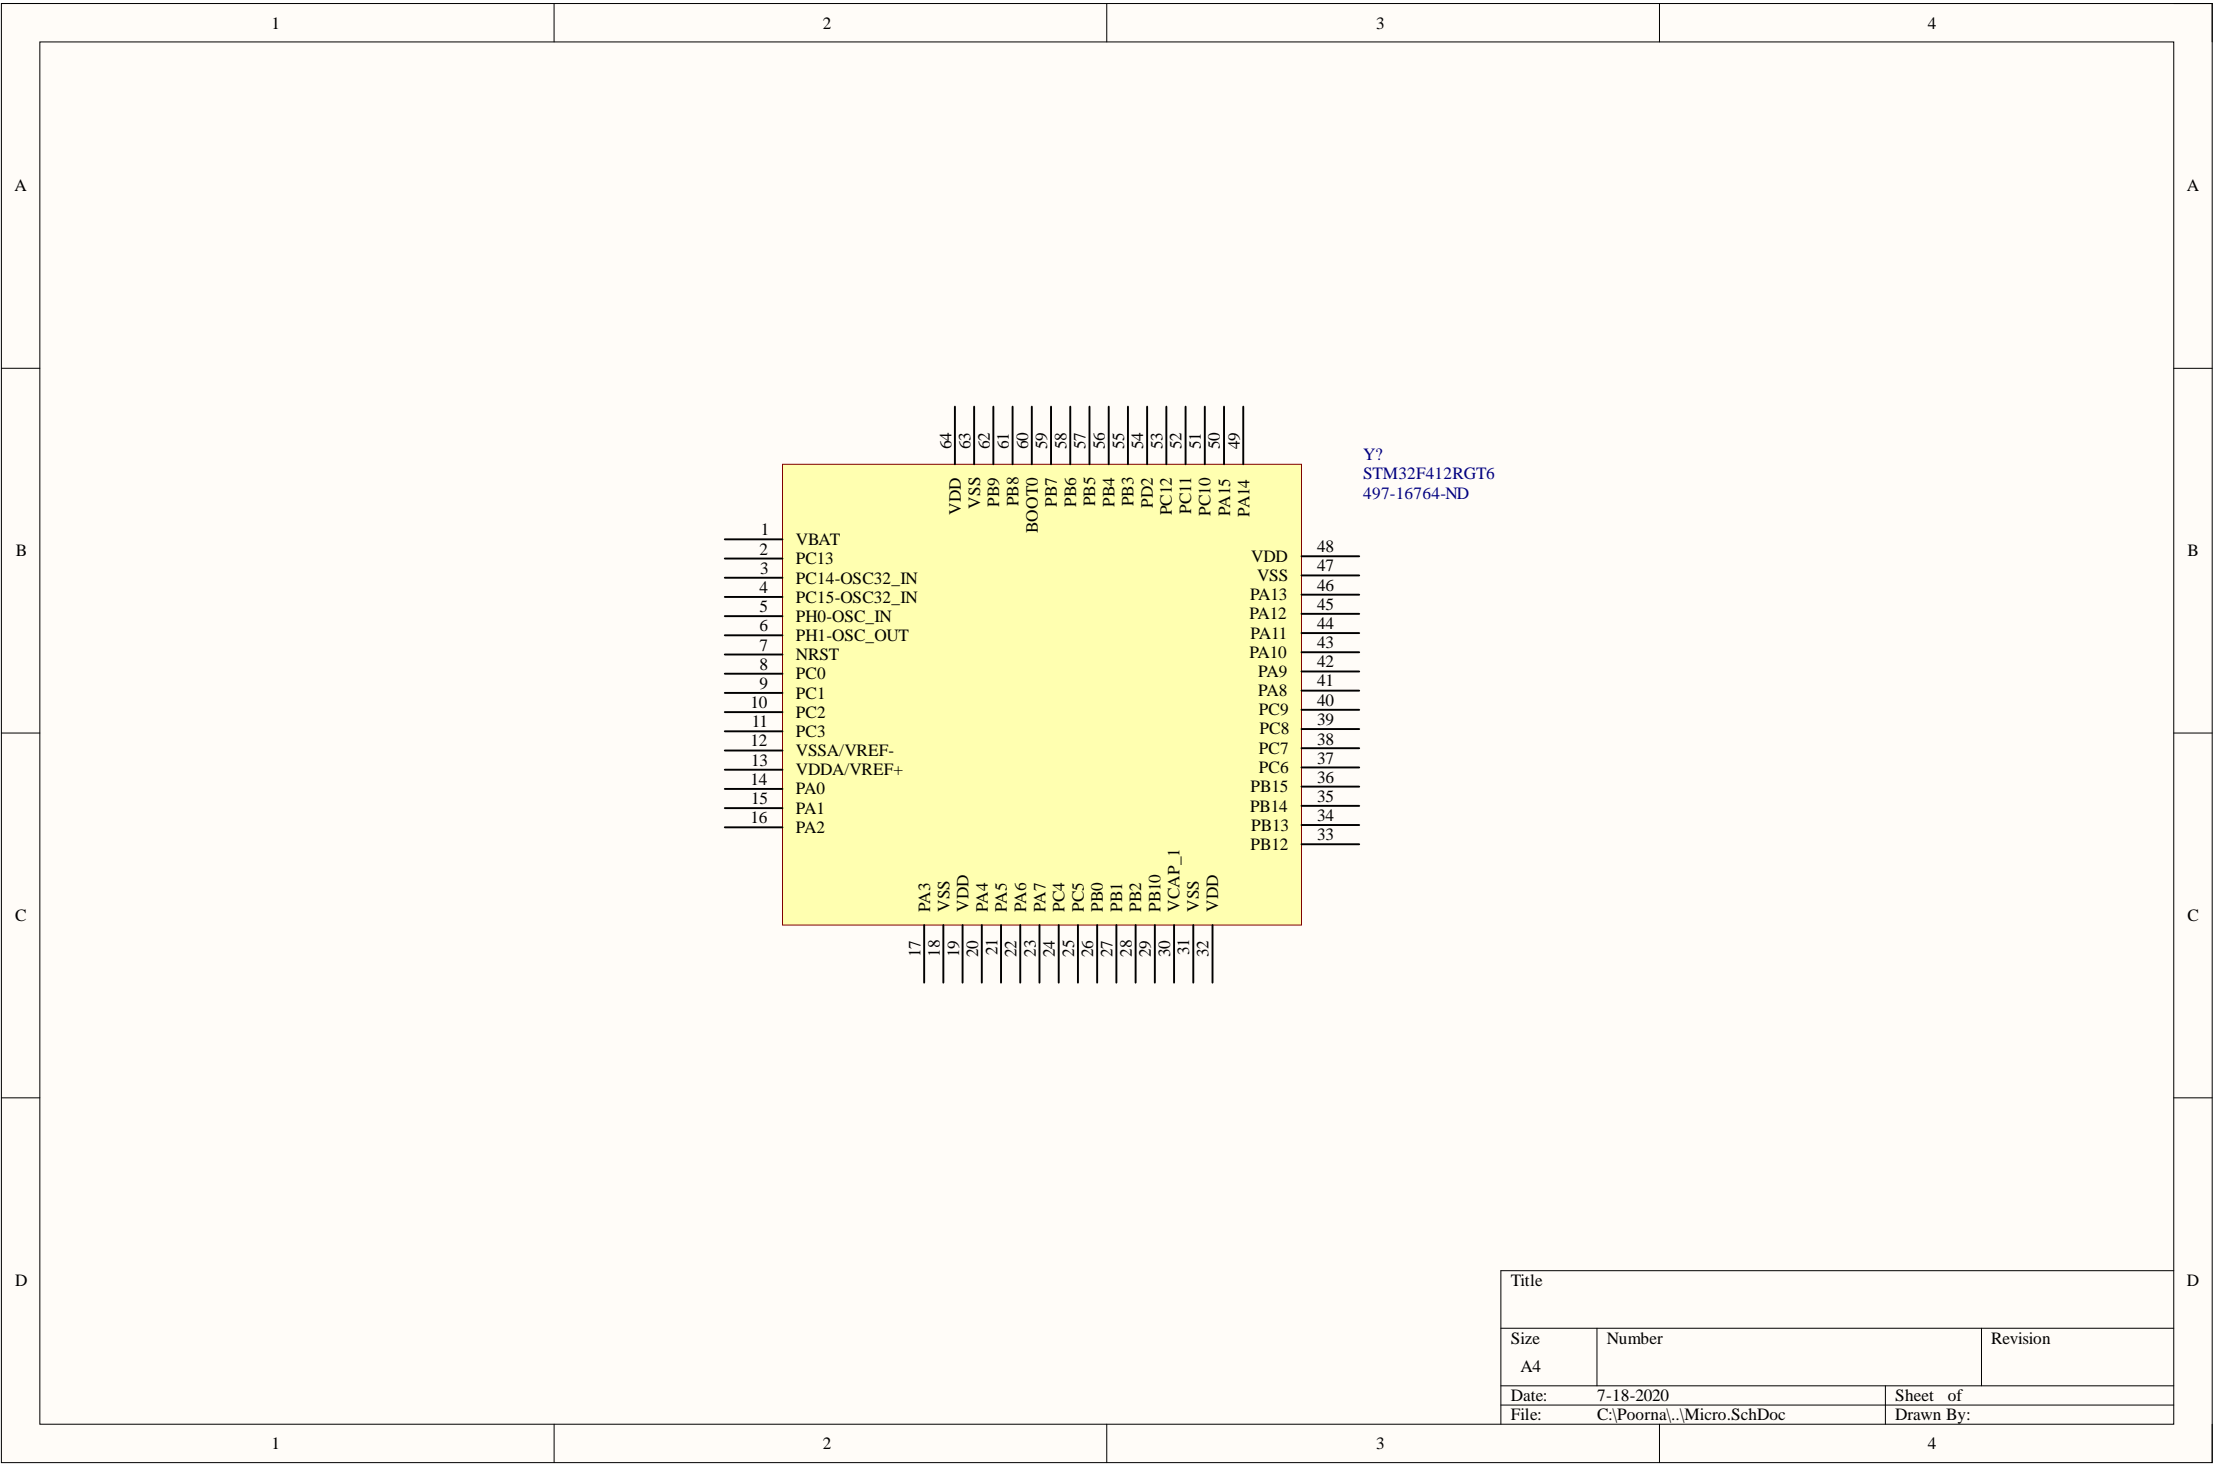 1 2 3 4
A A
B B
C C
D D
64 63 62 61 60 59 58 57 56 55 54 53 52 51 50 49
VDD VSS PB9 PB8 BOOT0 PB7 PB6 PB5 PB4 PB3 PD2 PC12 PC11 PC10 PA15 PA14
Y?
STM32F412RGT6
497-16764-ND
1 VBAT
2 PC13
3 PC14-OSC32_IN
4 PC15-OSC32_IN
5 PH0-OSC_IN
6 PH1-OSC_OUT
7 NRST
8 PC0
9 PC1
10 PC2
11 PC3
12 VSSA/VREF-
13 VDDA/VREF+
14 PA0
15 PA1
16 PA2
VDD 48
VSS 47
PA13 46
PA12 45
PA11 44
PA10 43
PA9 42
PA8 41
PC9 40
PC8 39
PC7 38
PC6 37
PB15 36
PB14 35
PB13 34
PB12 33
PA3 VSS VDD PA4 PA5 PA6 PA7 PC4 PC5 PB0 PB1 PB2 PB10 VCAP_1 VSS VDD
17 18 19 20 21 22 23 24 25 26 27 28 29 30 31 32
Title
Size Number Revision
A4
Date: 7-18-2020 Sheet of
File: C:\Poorna\..\Micro.SchDoc Drawn By:
1 2 3 4